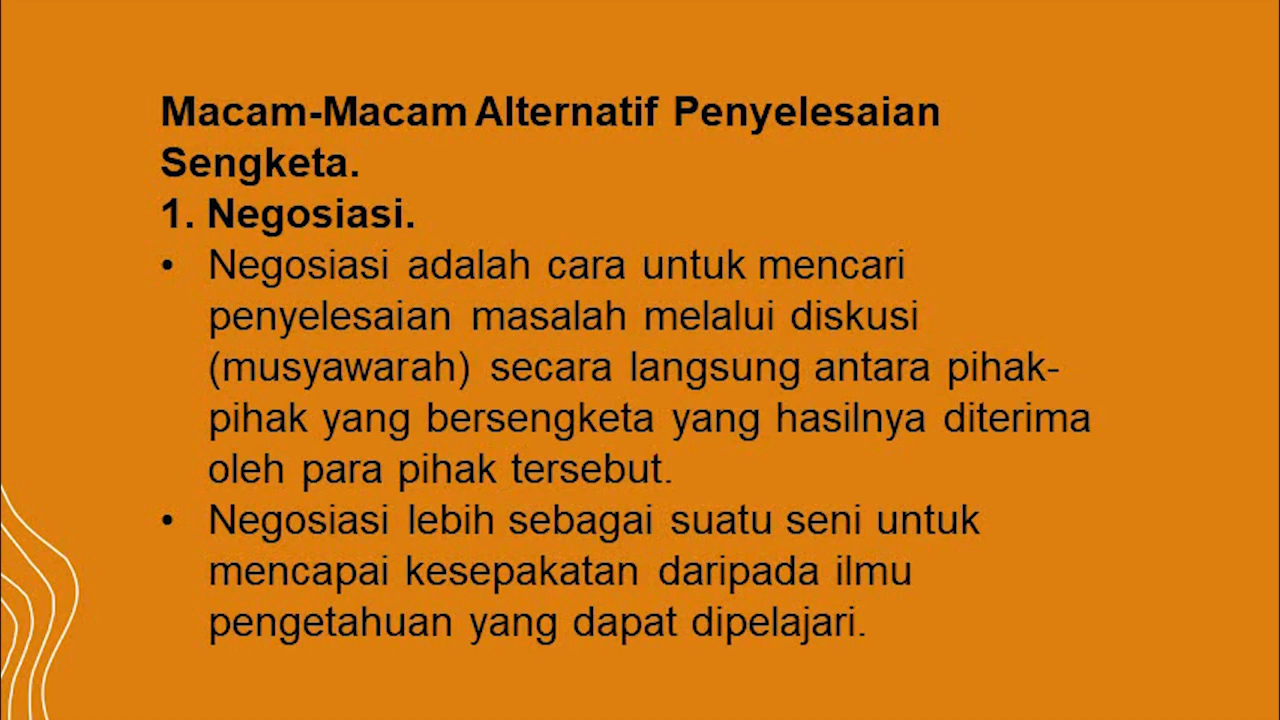 Macam-Macam Alternatif Penyelesaian
Sengketa.
1. Negosiasi.
• Negosiasi adalah cara untuk mencari
penyelesaian masalah melalui diskusi
(musyawarah) secara langsung antara pihak-
pihak yang bersengketa yang hasilnya diterima
oleh para pihak tersebut.
• Negosiasi lebih sebagai suatu seni untuk
mencapai kesepakatan daripada ilmu
pengetahuan yang dapat dipelajari.